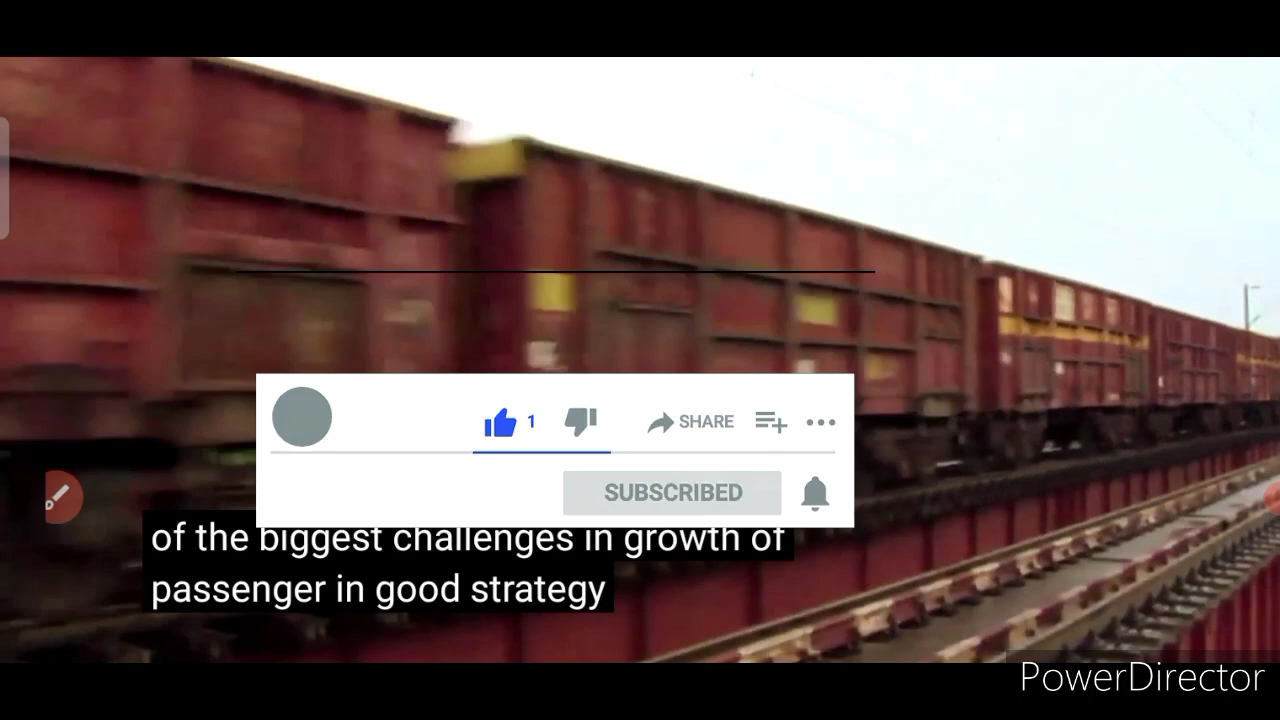 1
SHARE
SUBSCRIBED
of the biggest challenges in growth of
passenger in good strategy
PowerDirector